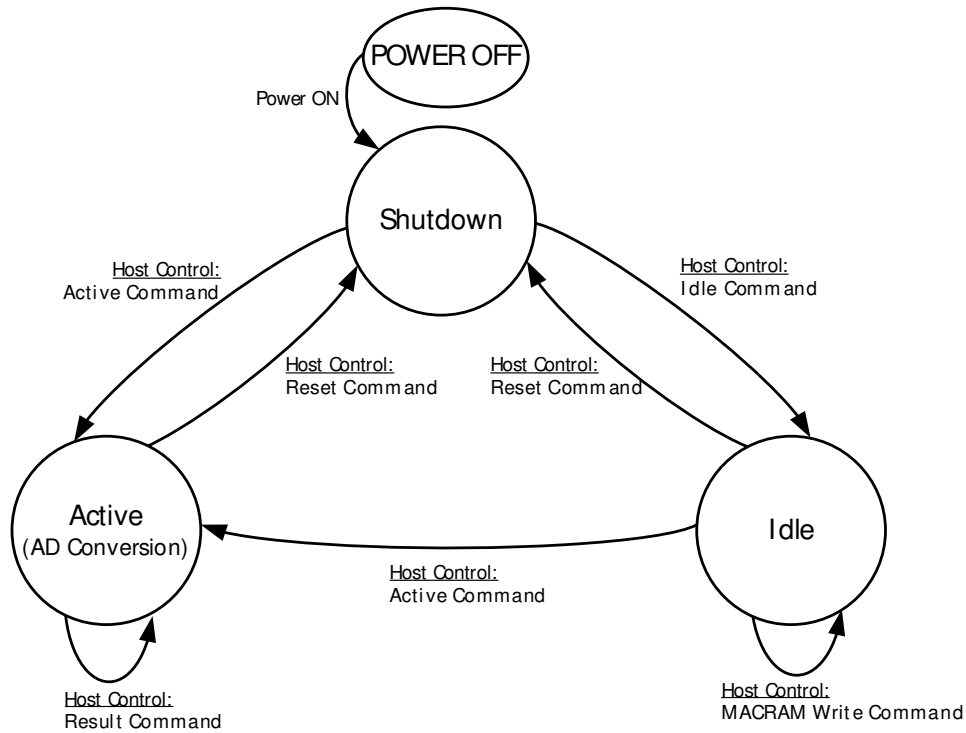 POWER OFF
Power ON
Shutdown
Host Control:
Active Command
Host Control:
Idle Command
Host Control:
Reset Command
Host Control:
Reset Command
Active
(AD Conversion)
Idle
Host Control:
Active Command
Host Control:
Result Command
Host Control:
MACRAM Write Command